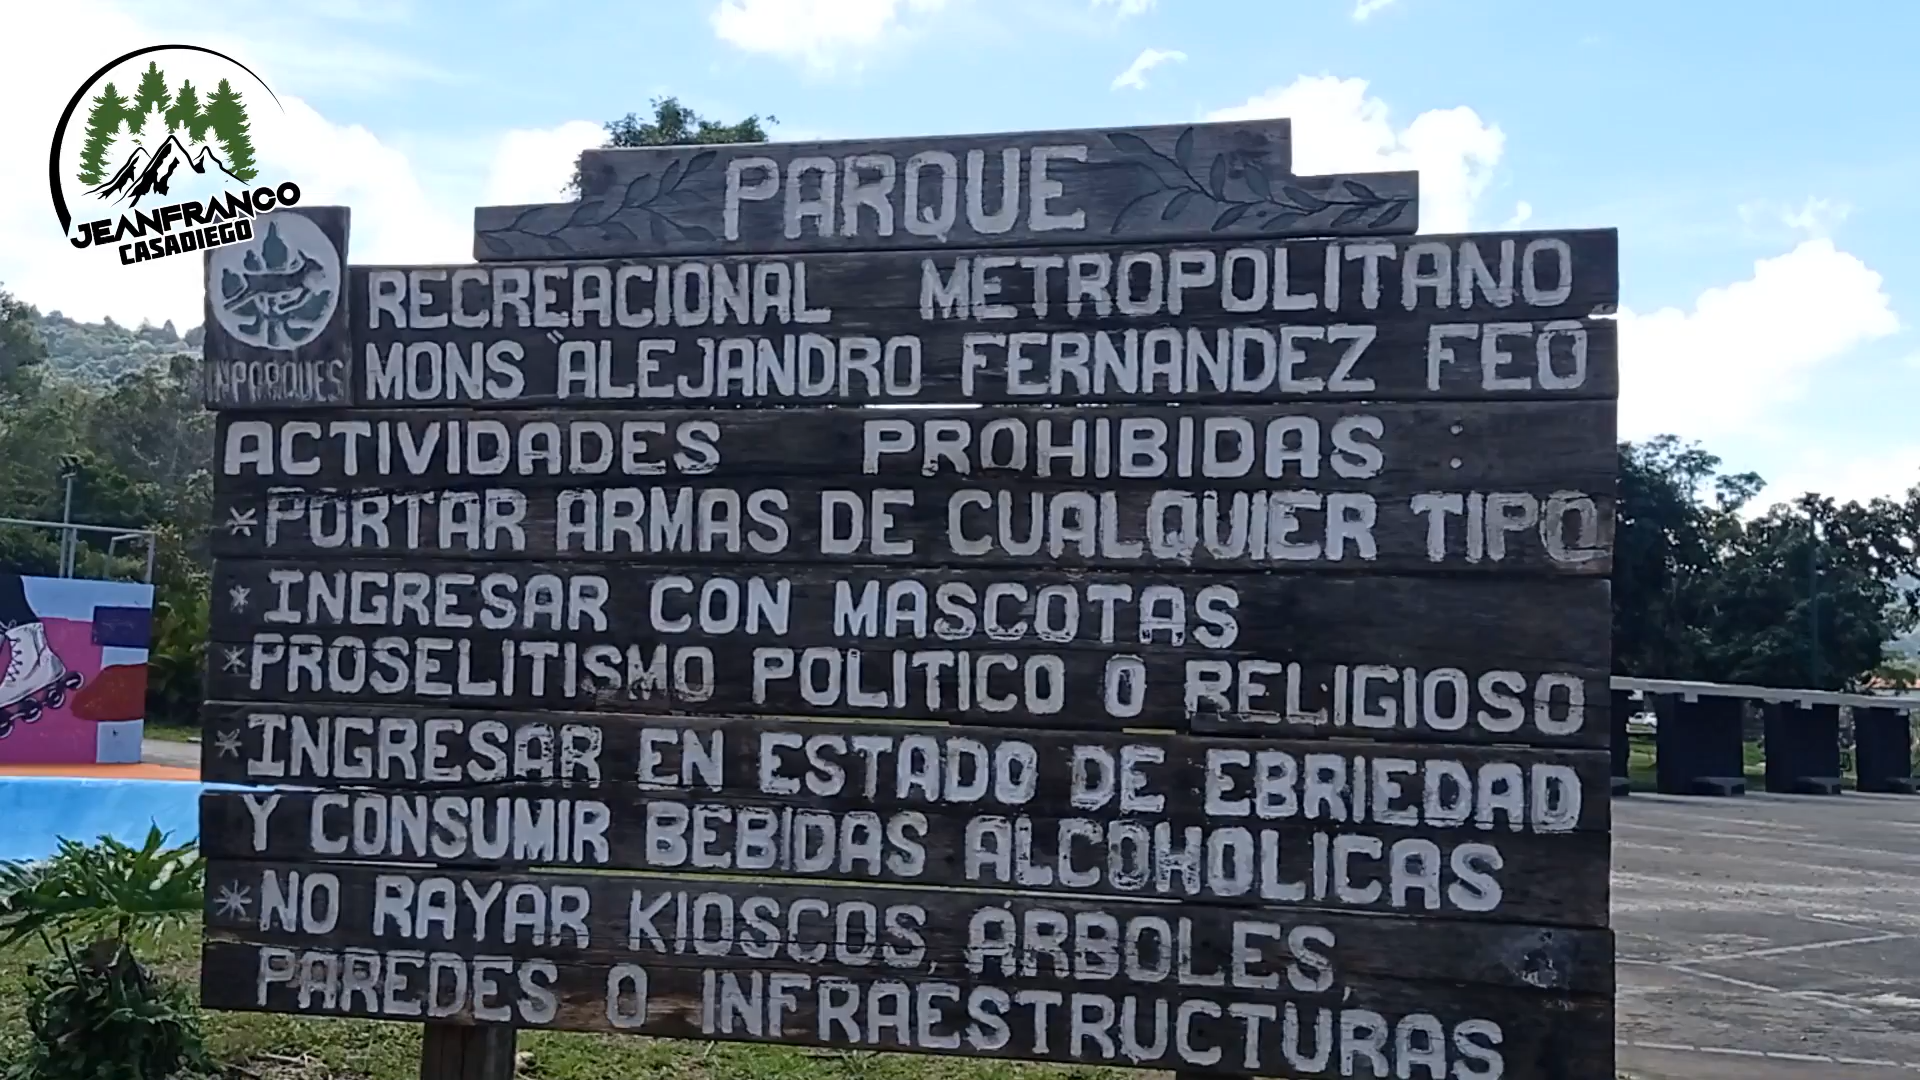 JEANFRANCO
CASADIEGO
PARQUE
INPARQUES
RECREACIONAL METROPOLITANO
MONS "ALEJANDRO FERNANDEZ FEO
ACTIVIDADES PROHIBIDAS :
*PORTAR ARMAS DE CUALQUIER TIPO
* INGRESAR CON MASCOTAS
*PROSELITISMO POLITICO O RELIGIOSO
*INGRESAR EN ESTADO DE EBRIEDAD
Y CONSUMIR BEBIDAS ALCOHOLICAS
*NO RAYAR KIOSCOS, ÁRBOLES,
PAREDES O INFRAESTRUCTURAS